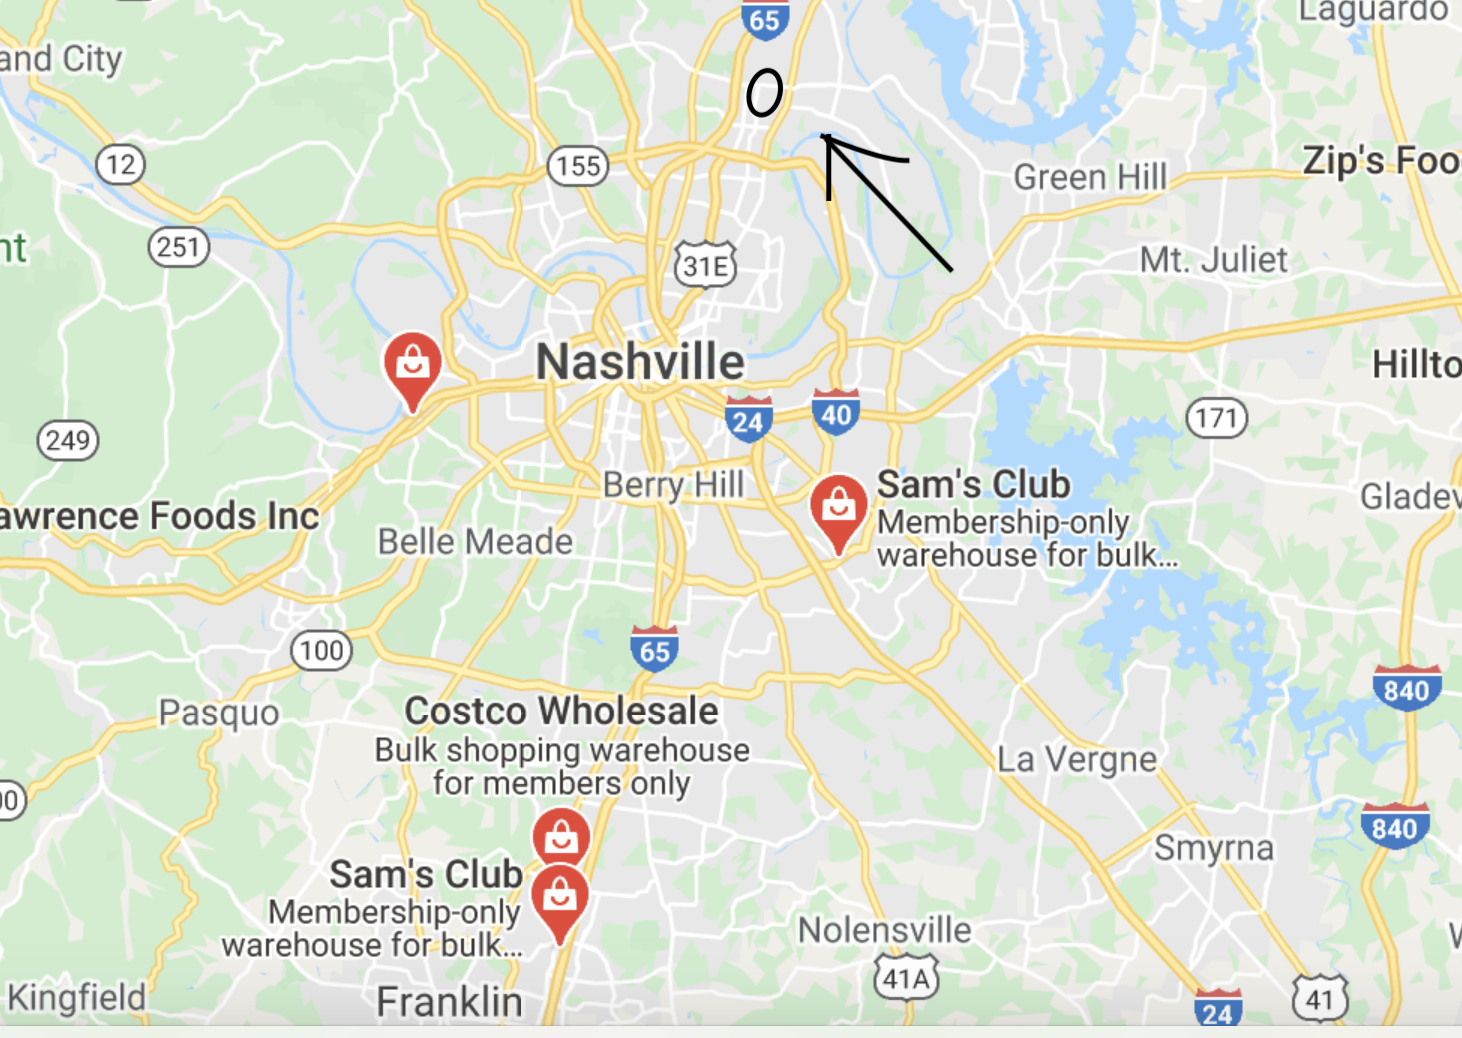 65
Laguardo
and City
O
12
155
Green Hill
Zip's Foo
251
nt
31E
Mt. Juliet
Nashville
Hillto
24
40
171
249
Berry Hill
Sam's Club
Membership-only
warehouse for bulk...
Gladev
awrence Foods Inc
Belle Meade
65
100
840
Pasquo
Costco Wholesale
Bulk shopping warehouse
for members only
La Vergne
00
840
Smyrna
Sam's Club
Membership-only
warehouse for bulk...
Nolensville
41A
Kingfield
Franklin
24
41